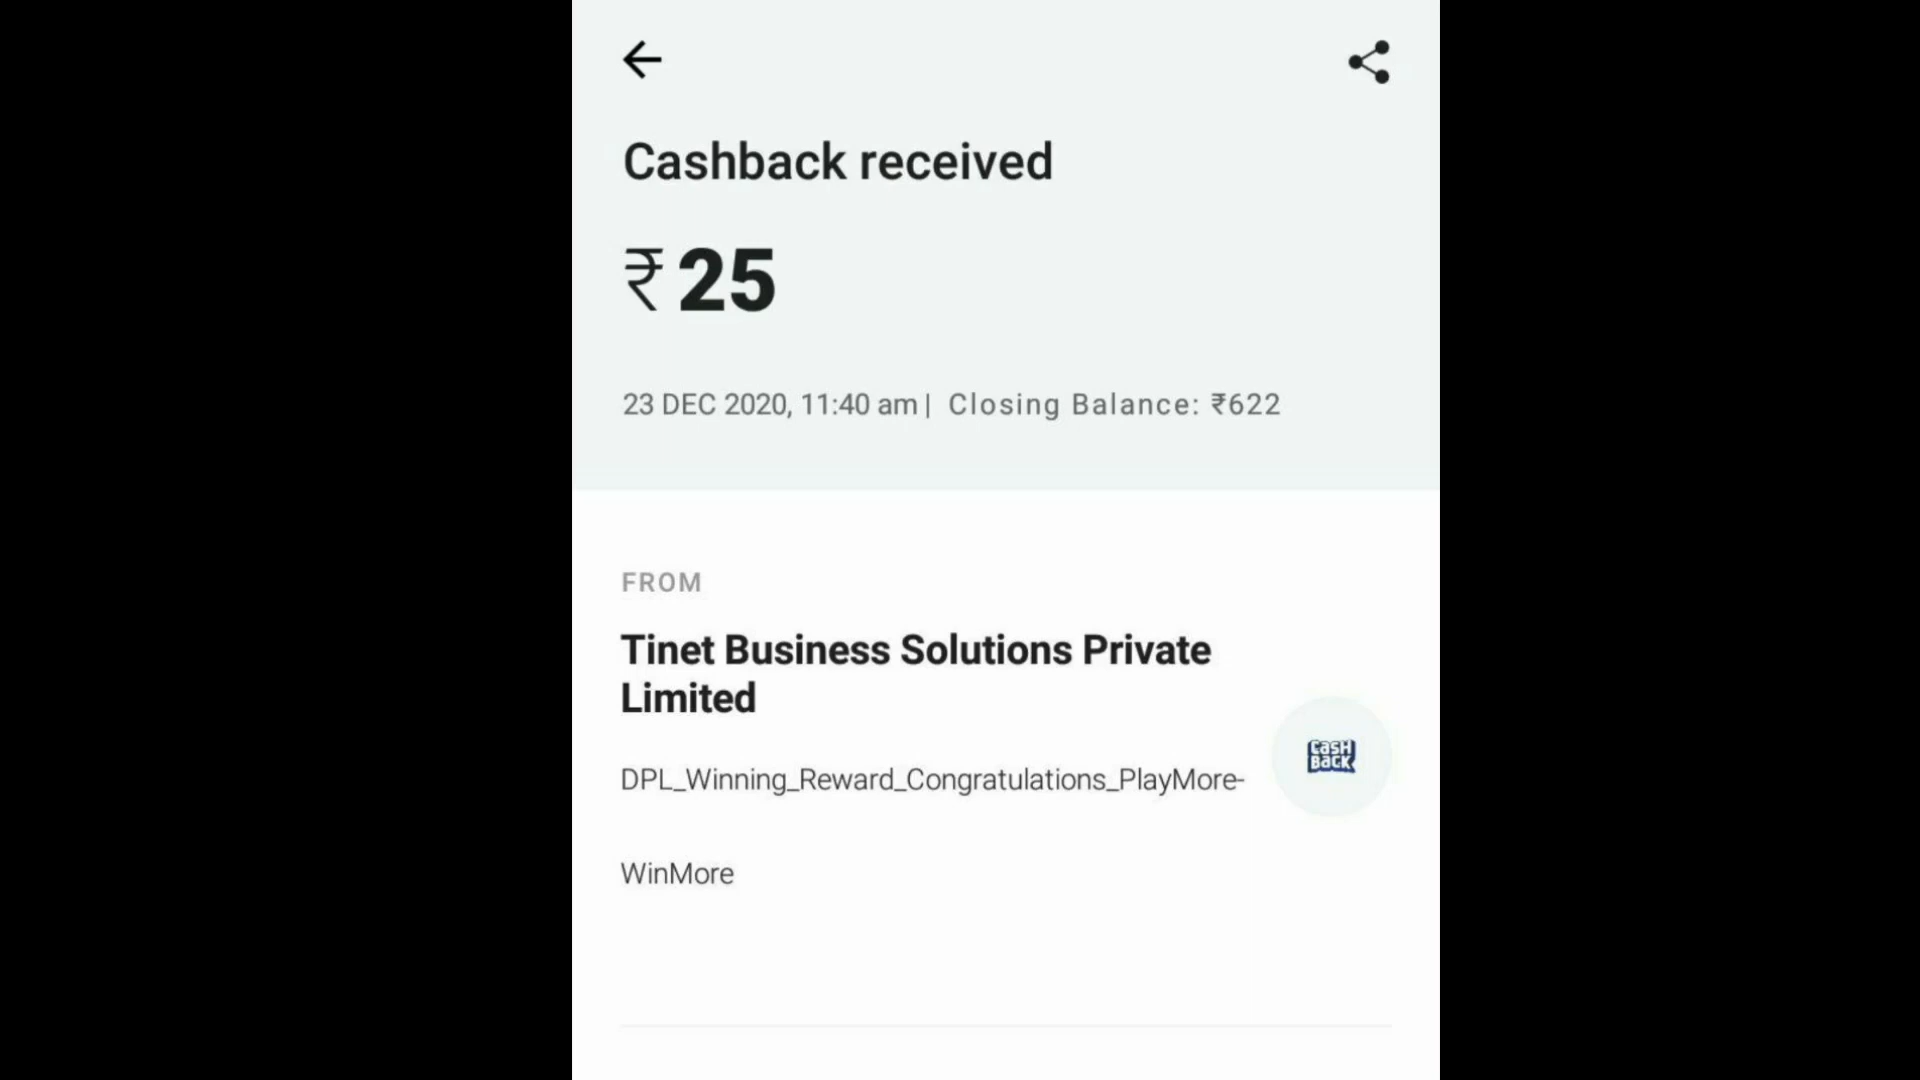 Cashback received
₹25
23 DEC 2020, 11:40 am | Closing Balance: ₹622
FROM
Tinet Business Solutions Private
Limited
CASH
BACK
DPL_Winning_Reward_Congratulations_PlayMore-
WinMore